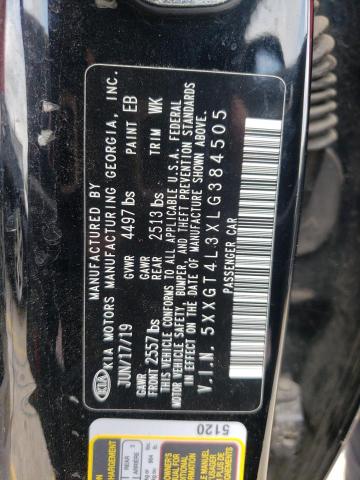 MANUFACTURED BY
KIA MOTORS MANUFACTURING GEORGIA, INC.
JUN/17/19 GVWR 4497 lbs PAINT EB
GAWR GAWR
FRONT 2557 lbs REAR 2513 lbs TRIM WK
THIS VEHICLE CONFORMS TO ALL APPLICABLE U.S.A. FEDERAL
MOTOR VEHICLE SAFETY, BUMPER, AND THEFT PREVENTION STANDARDS
IN EFFECT ON THE DATE OF MANUFACTURE SHOWN ABOVE.
V.I.N. 5XXGT4L3XLG384505
PASSENGER CAR
KIA
5120
REAR